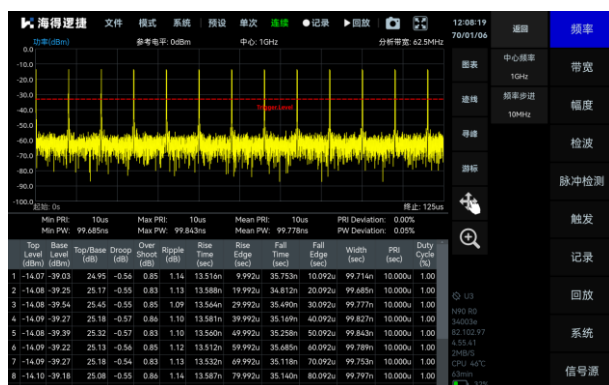 海得逻捷 文件 模式 系统 预设 单次 连续 ●记录 ▶回放
12:08:19
70/01/06
返回
频率
功率(dBm) 参考电平: 0dBm 中心: 1GHz 分析带宽: 62.5MHz
0.0
-10.0
-20.0
-30.0
-40.0
-50.0
-60.0
-70.0
-80.0
-90.0
-100.0
Trigger Level
起始: 0s 终止: 125us
图表
迹线
寻峰
游标
中心频率
1GHz
频率步进
10MHz
带宽
幅度
检波
脉冲检测
触发
记录
回放
系统
信号源
Min PRI: 10us Max PRI: 10us Mean PRI: 10us PRI Deviation: 0.00%
Min PW: 99.685ns Max PW: 99.843ns Mean PW: 99.778ns PW Deviation: 0.05%
Top Level (dBm) Base Level (dBm) Top/Base (dB) Droop (dB) Over Shoot (dB) Ripple (dB) Rise Time (sec) Rise Edge (sec) Fall Time (sec) Fall Edge (sec) Width (sec) PRI (sec) Duty Cycle (%)
1 -14.07 -39.03 24.95 -0.56 0.85 1.14 13.516n 9.992u 35.753n 10.092u 99.714n 10.000u 1.00
2 -14.08 -39.25 25.17 -0.55 0.83 1.13 13.588n 19.992u 34.812n 20.092u 99.685n 10.000u 1.00
3 -14.08 -39.54 25.45 -0.55 0.85 1.09 13.564n 29.992u 35.490n 30.092u 99.777n 10.000u 1.00
4 -14.09 -39.27 25.18 -0.57 0.86 1.10 13.581n 39.992u 35.169n 40.092u 99.827n 10.000u 1.00
5 -14.08 -39.39 25.32 -0.57 0.83 1.10 13.560n 49.992u 35.258n 50.092u 99.843n 10.000u 1.00
6 -14.09 -39.22 25.13 -0.56 0.85 1.12 13.512n 59.992u 35.685n 60.092u 99.789n 10.000u 1.00
7 -14.09 -39.27 25.18 -0.54 0.83 1.13 13.532n 69.992u 35.118n 70.092u 99.753n 10.000u 1.00
8 -14.10 -39.18 25.08 -0.55 0.86 1.14 13.587n 79.992u 35.140n 80.092u 99.797n 10.000u 1.00
U3
N90 R0
34003e
82.102.97
4.55.41
2MB/S
CPU 46℃
63min
32%